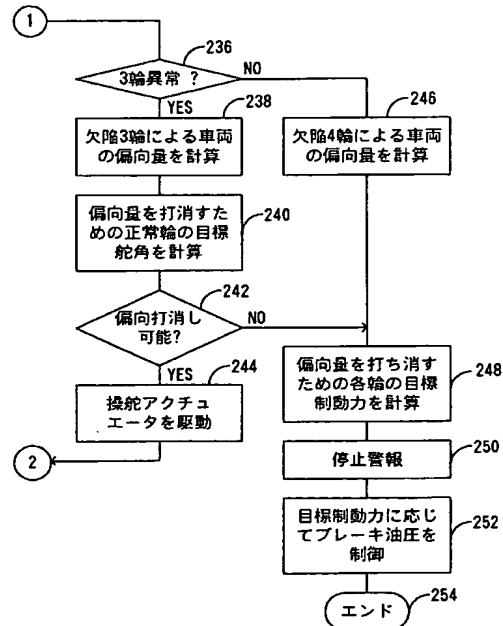 1
236
3輪異常 ?
NO
YES
238
246
欠陥3輪による車両
の偏向量を計算
欠陥4輪による車両
の偏向量を計算
偏向量を打消すため
の正常輪の目標
舵角を計算
240
242
偏向打消し
可能?
NO
YES
244
操舵アクチュ
エータを駆動
2
偏向量を打ち消す
ための各輪の目標
制動力を計算
248
停止警報
250
目標制動力に応じ
てブレーキ油圧を
制御
252
エンド
254